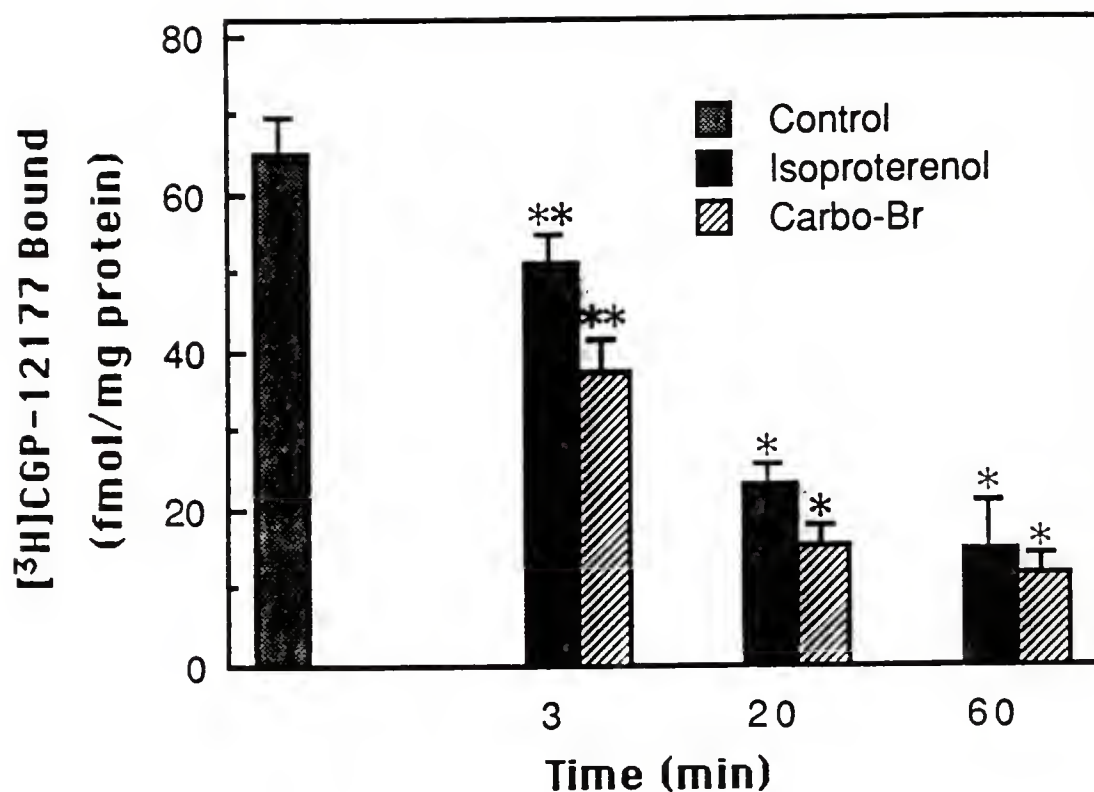 [³H]CGP-12177 Bound
(fmol/mg protein)
80
60
40
20
0
Control
Isoproterenol
Carbo-Br
**
**
*
*
*
*
3 20 60
Time (min)